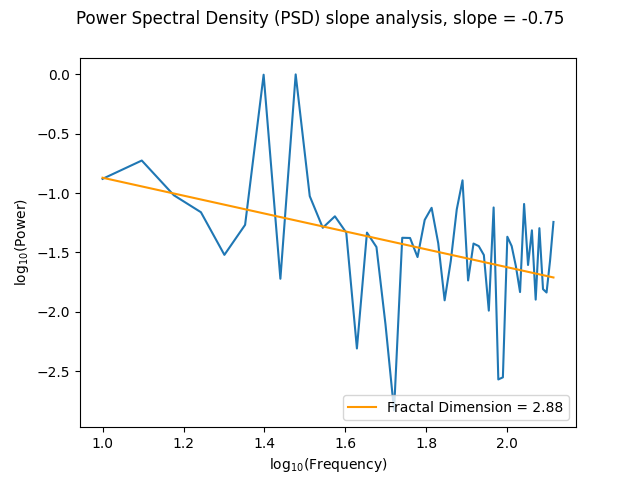 Power Spectral Density (PSD) slope analysis, slope = -0.75
0.0
−0.5
−1.0
−1.5
−2.0
−2.5
log₁₀(Power)
Fractal Dimension = 2.88
1.0 1.2 1.4 1.6 1.8 2.0
log₁₀(Frequency)